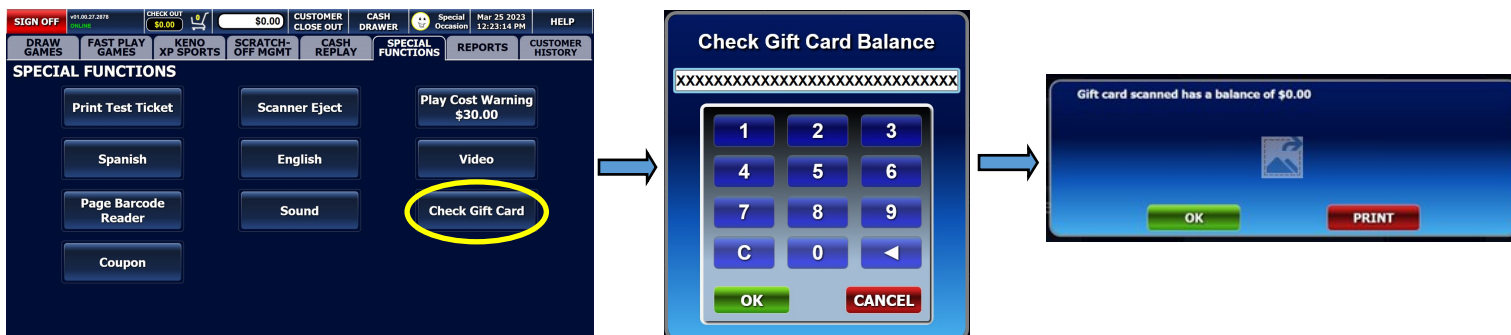 SIGN OFF
v01.00.27.2878
ONLINE
CHECK OUT
$0.00
$0.00
CUSTOMER
CLOSE OUT
CASH
DRAWER
Special
Occasion
Mar 25 2023
12:23:14 PM
HELP
DRAW
GAMES
FAST PLAY
GAMES
KENO
XP SPORTS
SCRATCH-
OFF MGMT
CASH
REPLAY
SPECIAL
FUNCTIONS
REPORTS
CUSTOMER
HISTORY
SPECIAL FUNCTIONS
Print Test Ticket
Scanner Eject
Play Cost Warning
$30.00
Spanish
English
Video
Page Barcode
Reader
Sound
Check Gift Card
Coupon
Check Gift Card Balance
XXXXXXXXXXXXXXXXXXXXXXXXXXXXXX
1 2 3
4 5 6
7 8 9
C 0
OK CANCEL
Gift card scanned has a balance of $0.00
OK PRINT